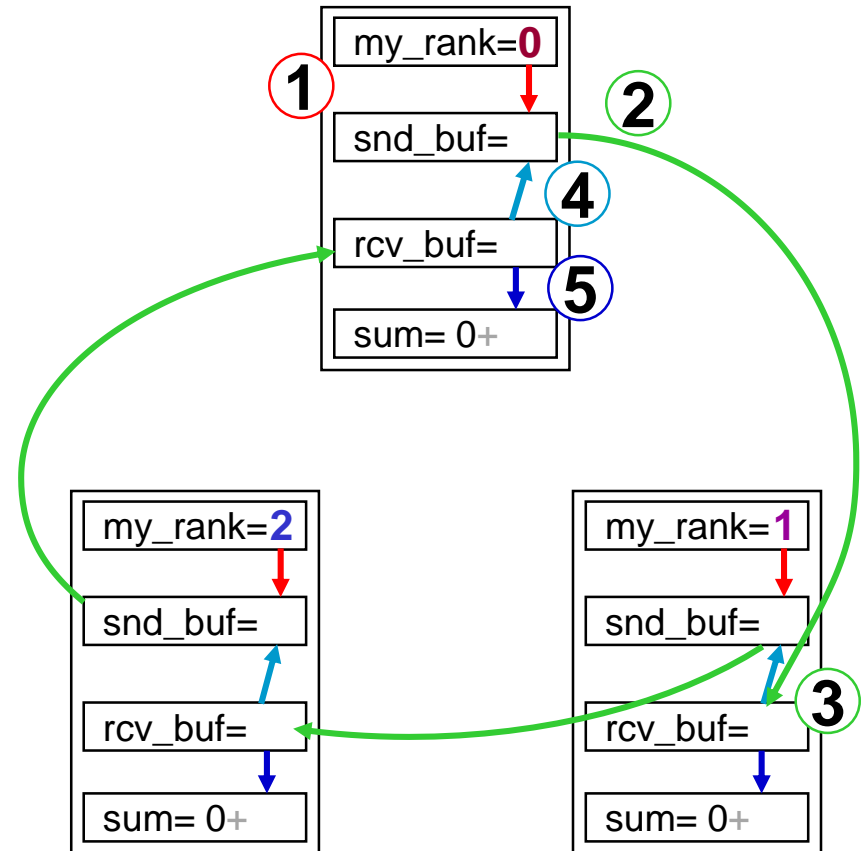 my_rank=0
1
2
snd_buf=
4
rcv_buf=
5
sum= 0+
my_rank=2
snd_buf=
rcv_buf=
sum= 0+
my_rank=1
snd_buf=
3
rcv_buf=
sum= 0+